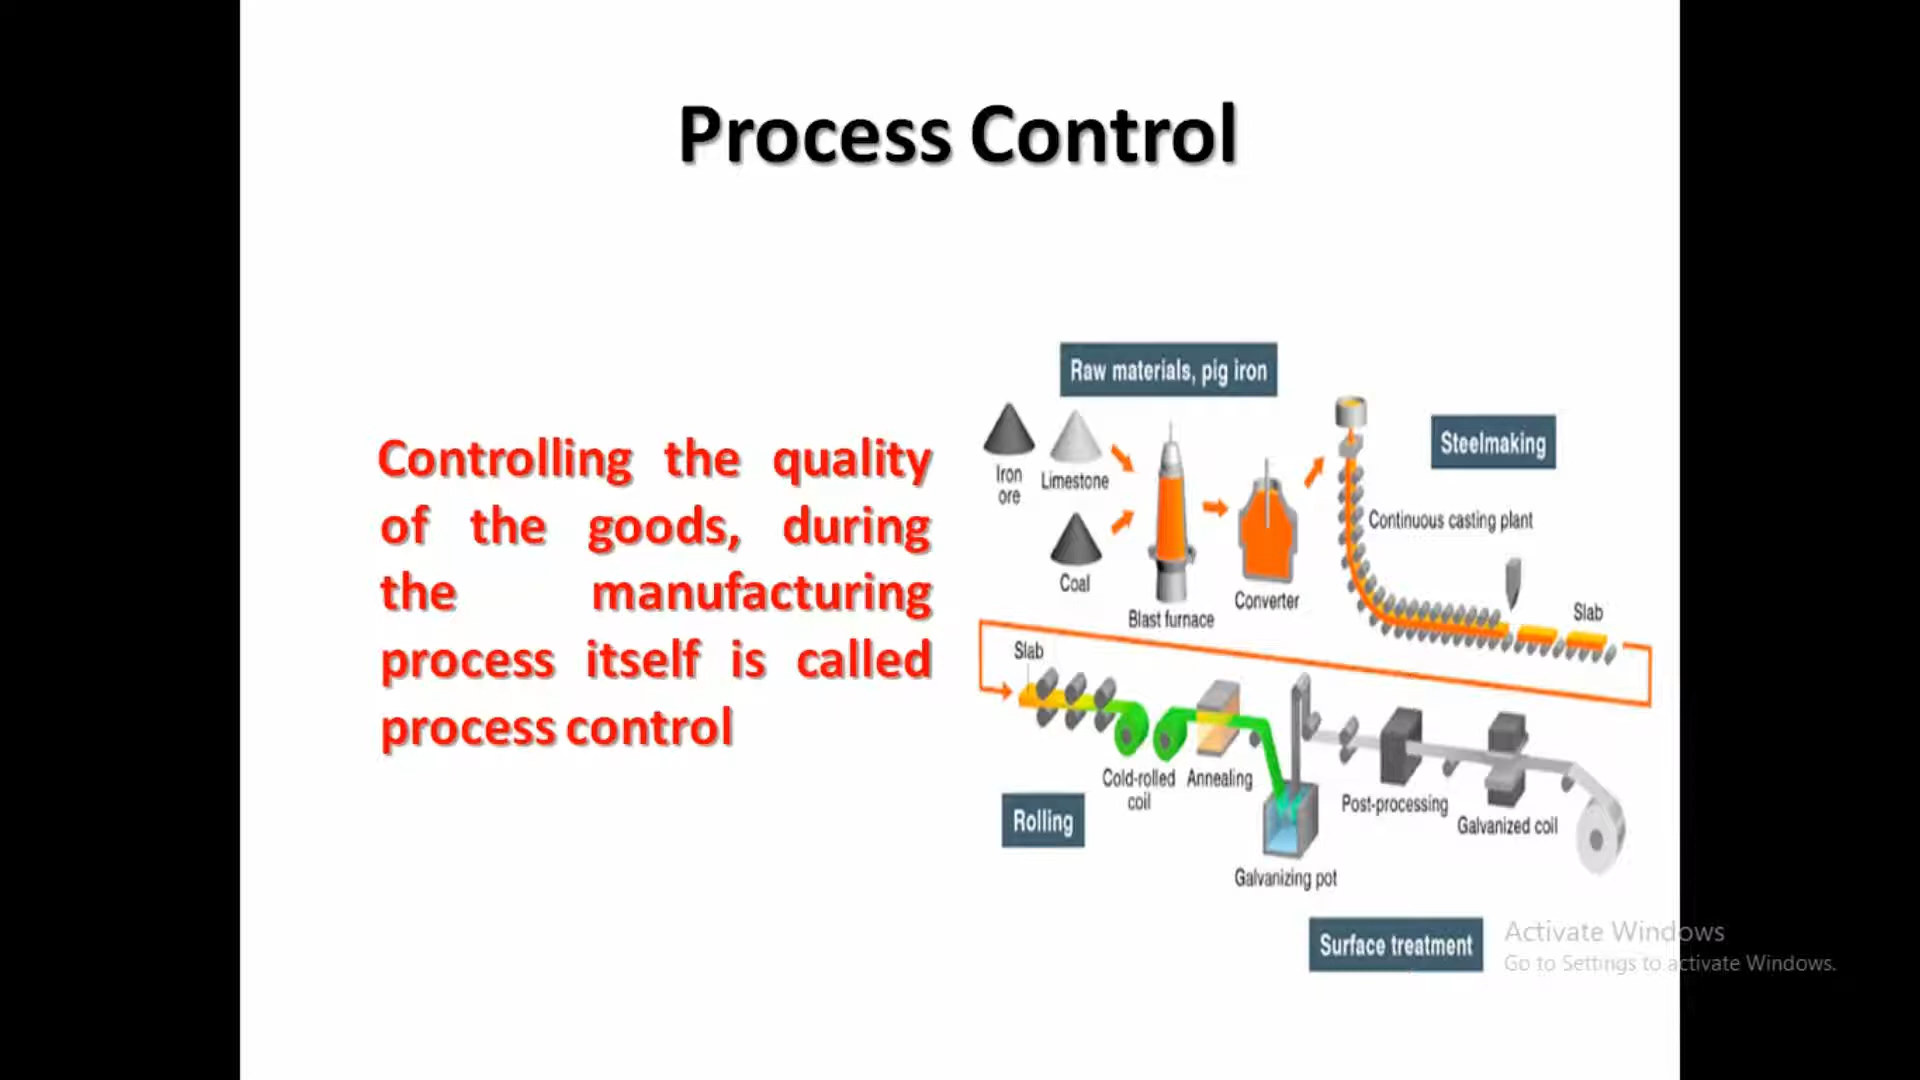 Process Control
Controlling the quality
of the goods, during
the manufacturing
process itself is called
process control
Raw materials, pig iron
Steelmaking
Iron
ore
Limestone
Coal
Blast furnace
Converter
Continuous casting plant
Slab
Slab
Cold-rolled
coil
Annealing
Rolling
Galvanizing pot
Post-processing
Galvanized coil
Surface treatment
Activate Windows
Go to Settings to activate Windows.